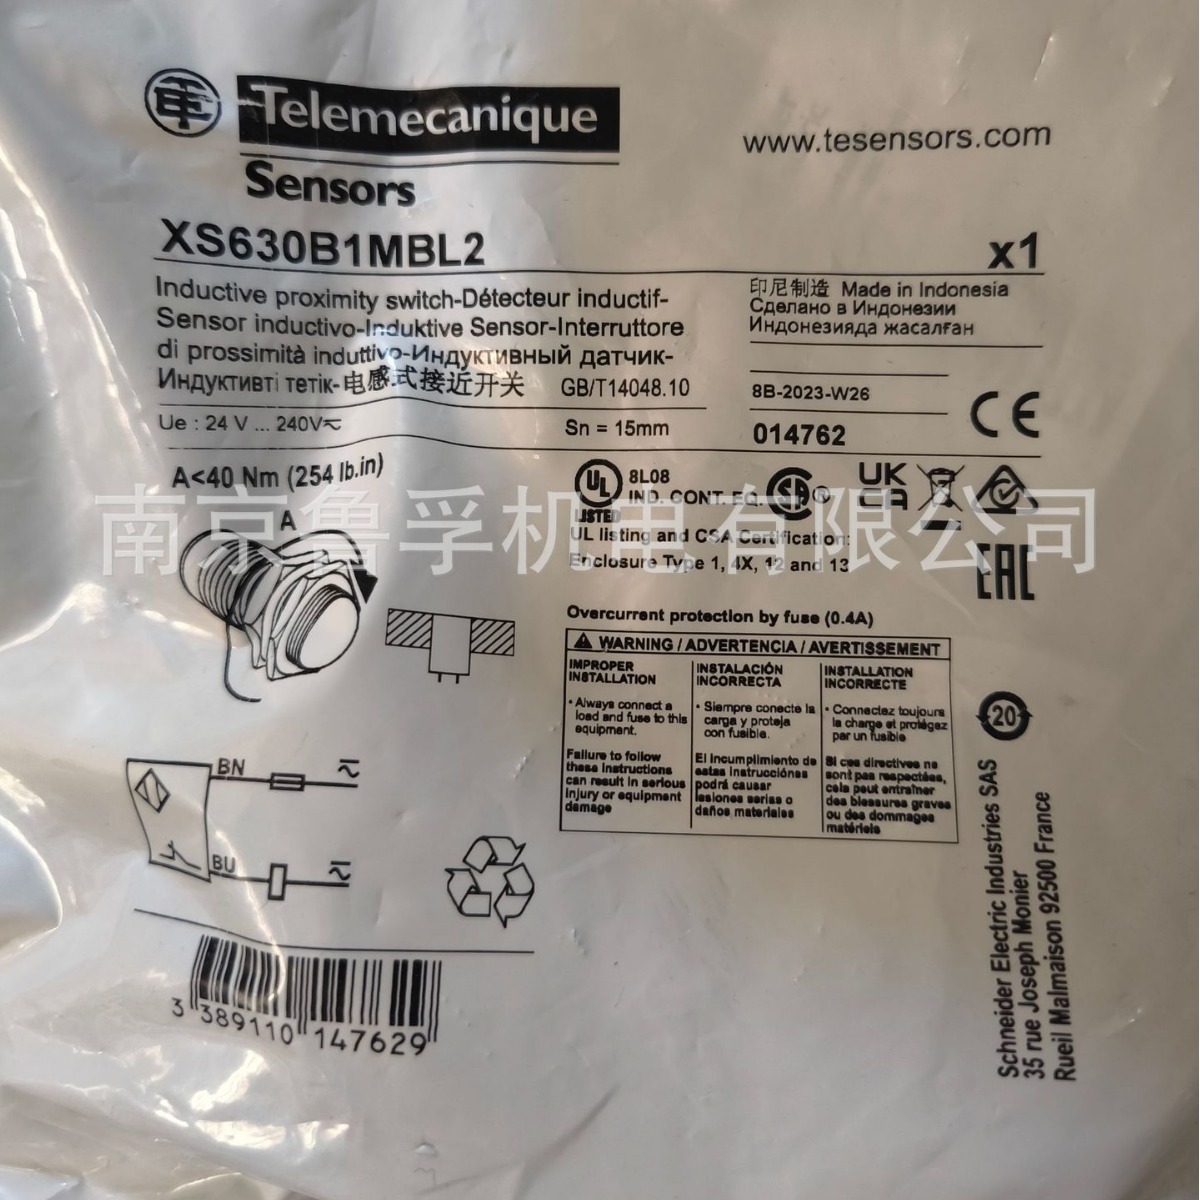 Telemecanique
Sensors
www.tesensors.com
XS630B1MBL2
x1
Inductive proximity switch-Détecteur inductif-
Sensor inductivo-Induktive Sensor-Interruttore
di prossimità induttivo-Индуктивный датчик-
Индуктивті тетік-电感式接近开关 GB/T14048.10
印尼制造 Made in Indonesia
Сделано в Индонезии
Индонезияда жасалған
8B-2023-W26
014762
CE
Ue : 24 V ... 240V
Sn = 15mm
A<40 Nm (254 lb.in)
A
UL
LISTED
8L08
IND. CONT. EQ.
SA®
UK
CA
UL listing and CSA Certification:
Enclosure Type 1, 4X, 12 and 13
EAC
南京鲁孚机电有限公司
Overcurrent protection by fuse (0.4A)
WARNING / ADVERTENCIA / AVERTISSEMENT
IMPROPER
INSTALLATION
• Always connect a
load and fuse to this
equipment.
Failure to follow
these instructions
can result in serious
injury or equipment
damage
INSTALACIÓN
INCORRECTA
• Siempre conecte la
carga y proteja
con fusible.
El incumplimiento de
estas instrucciónes
podrá causar
lesiones serias o
daños materiales
INSTALLATION
INCORRECTE
• Connectez toujours
la charge et protégez
par un fusible
Si ces directives ne
sont pas respectées,
cela peut entraîner
des blessures graves
ou des dommages
matériels
20
BN
BU
3 389110 147629
Schneider Electric Industries SAS
35 rue Joseph Monier
Rueil Malmaison 92500 France